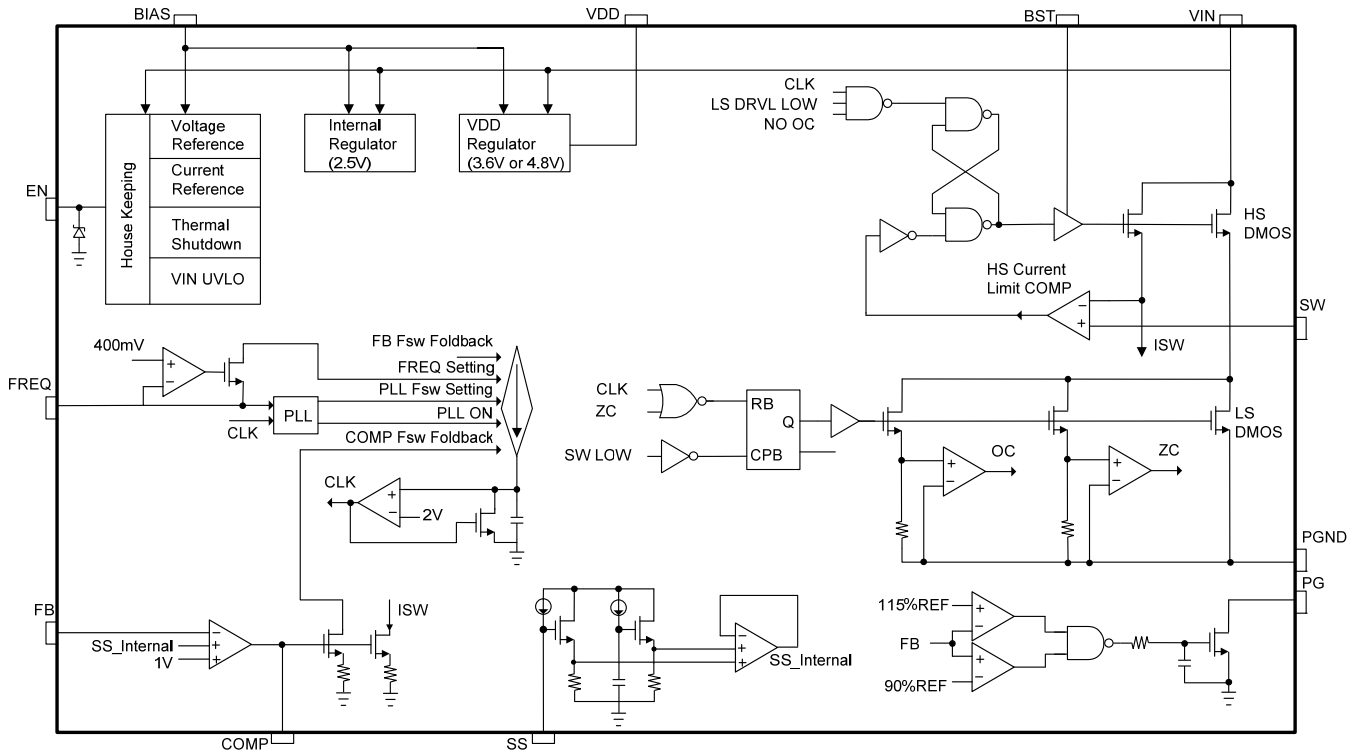 BIAS
VDD
BST
VIN
CLK
LS DRVL LOW
NO OC
Voltage
Reference
Current
Reference
Thermal
Shutdown
VIN UVLO
House Keeping
Internal
Regulator
(2.5V)
VDD
Regulator
(3.6V or 4.8V)
EN
HS
DMOS
HS Current
Limit COMP
-
+
SW
ISW
400mV
+
-
FREQ
PLL
CLK
FB Fsw Foldback
FREQ Setting
PLL Fsw Setting
PLL ON
COMP Fsw Foldback
CLK
+
-
2V
CLK
ZC
SW LOW
RB
Q
CPB
LS
DMOS
+
-
OC
+
-
ZC
PGND
PG
FB
SS_Internal
1V
-
+
+
ISW
COMP
SS
-
+
+
SS_Internal
115%REF
FB
90%REF
+
-
+
-